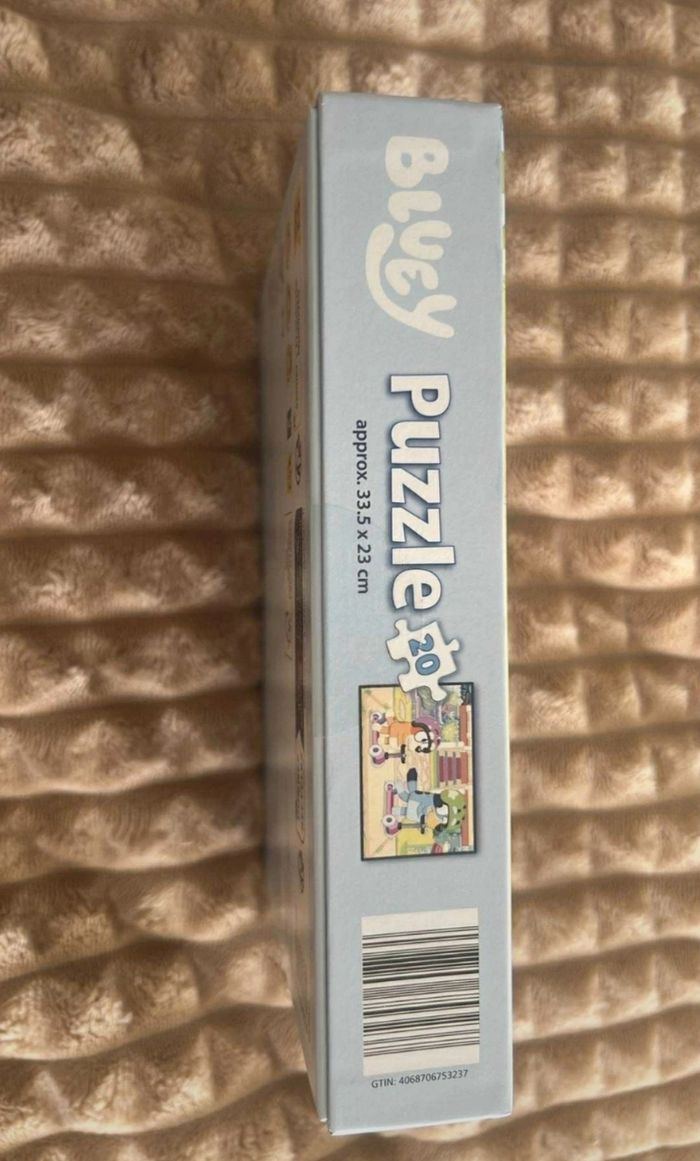 BLUEY
Puzzle
20
approx. 33.5 x 23 cm
GTIN: 4068706753237